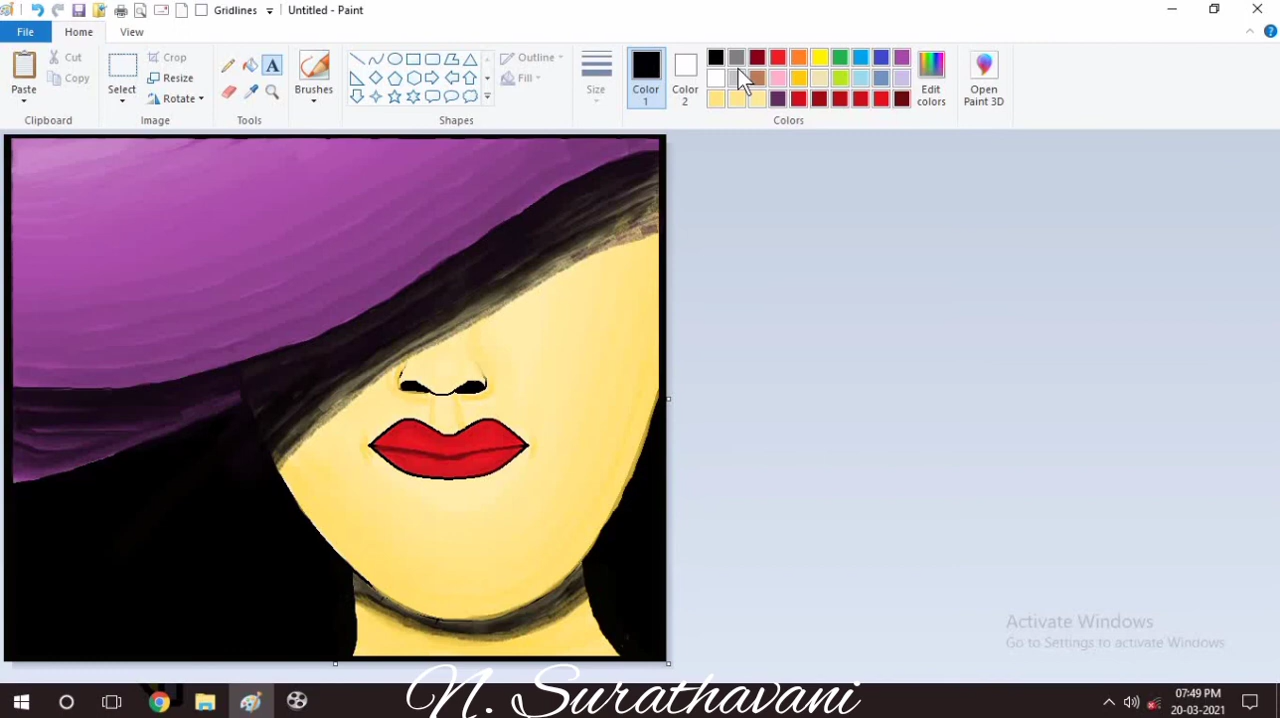 Gridlines
Untitled - Paint
File
Home
View
Paste
Cut
Copy
Clipboard
Select
Crop
Resize
Rotate
Image
A
Tools
Brushes
Outline
Fill
Shapes
Size
Color
1
Color
2
Edit
colors
Colors
Open
Paint 3D
Activate Windows
Go to Settings to activate Windows
N. Surathavani
07:49 PM
20-03-2021